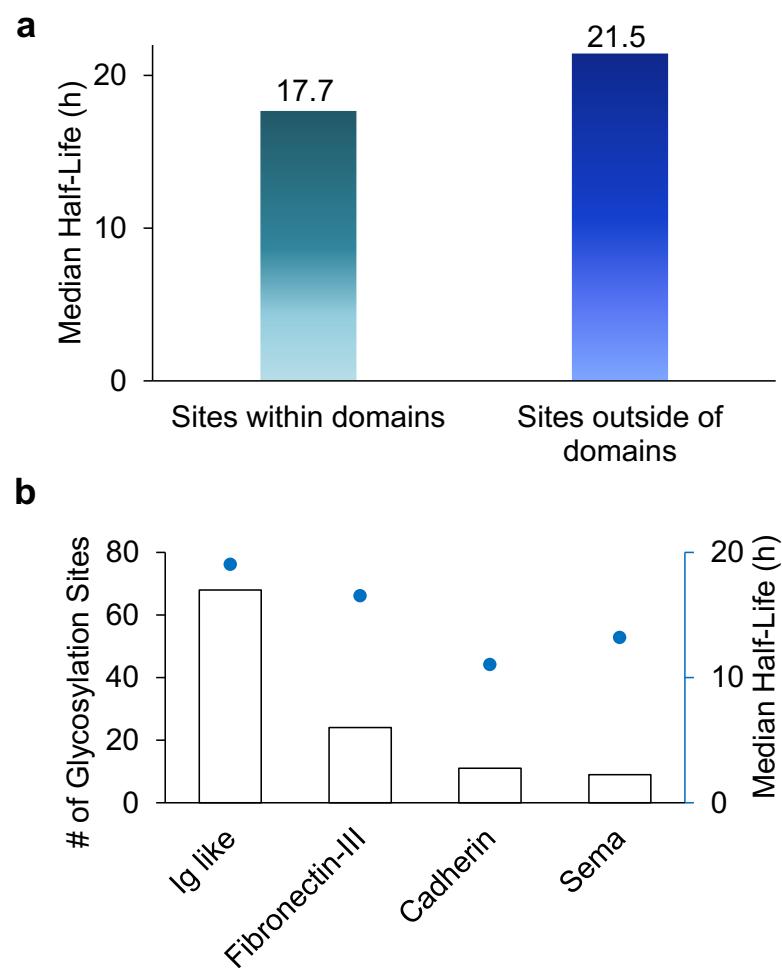 a
Median Half-Life (h)
20
10
0
17.7
21.5
Sites within domains
Sites outside of
domains
b
# of Glycosylation Sites
80
60
40
20
0
20
10
0
Median Half-Life (h)
Ig like
Fibronectin-III
Cadherin
Sema